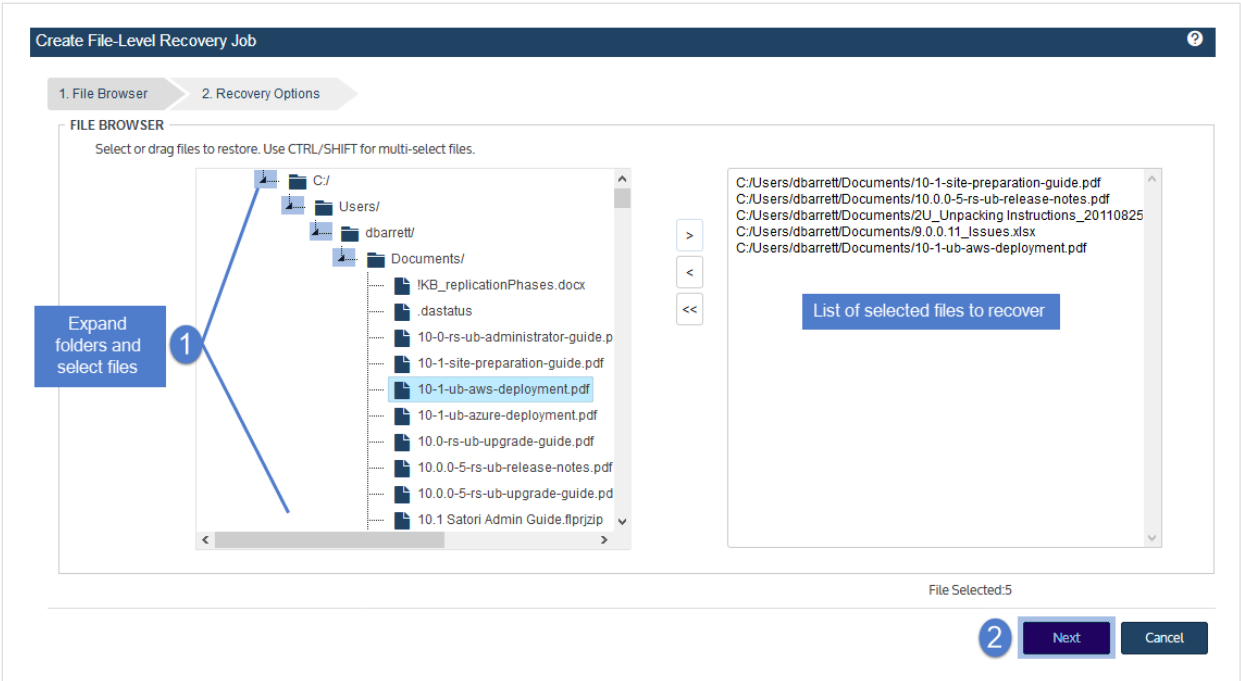 Create File-Level Recovery Job
?
1. File Browser
2. Recovery Options
FILE BROWSER
Select or drag files to restore. Use CTRL/SHIFT for multi-select files.
C:/
Users/
dbarrett/
Documents/
!KB_replicationPhases.docx
.dastatus
10-0-rs-ub-administrator-guide.p
10-1-site-preparation-guide.pdf
10-1-ub-aws-deployment.pdf
10-1-ub-azure-deployment.pdf
10.0-rs-ub-upgrade-guide.pdf
10.0.0-5-rs-ub-release-notes.pdf
10.0.0-5-rs-ub-upgrade-guide.pd
10.1 Satori Admin Guide.flprjzip
Expand
folders and
select files
1
>
<
<<
C:/Users/dbarrett/Documents/10-1-site-preparation-guide.pdf
C:/Users/dbarrett/Documents/10.0.0-5-rs-ub-release-notes.pdf
C:/Users/dbarrett/Documents/2U_Unpacking Instructions_20110825
C:/Users/dbarrett/Documents/9.0.0.11_Issues.xlsx
C:/Users/dbarrett/Documents/10-1-ub-aws-deployment.pdf
List of selected files to recover
File Selected:5
2
Next
Cancel